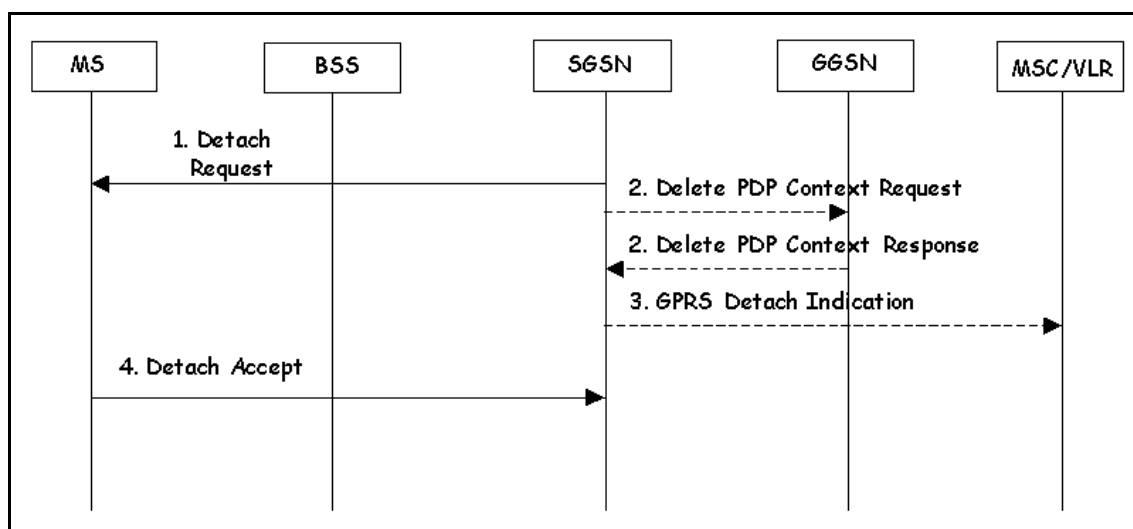 MS
BSS
SGSN
GGSN
MSC/VLR
1. Detach
Request
2. Delete PDP Context Request
2. Delete PDP Context Response
3. GPRS Detach Indication
4. Detach Accept